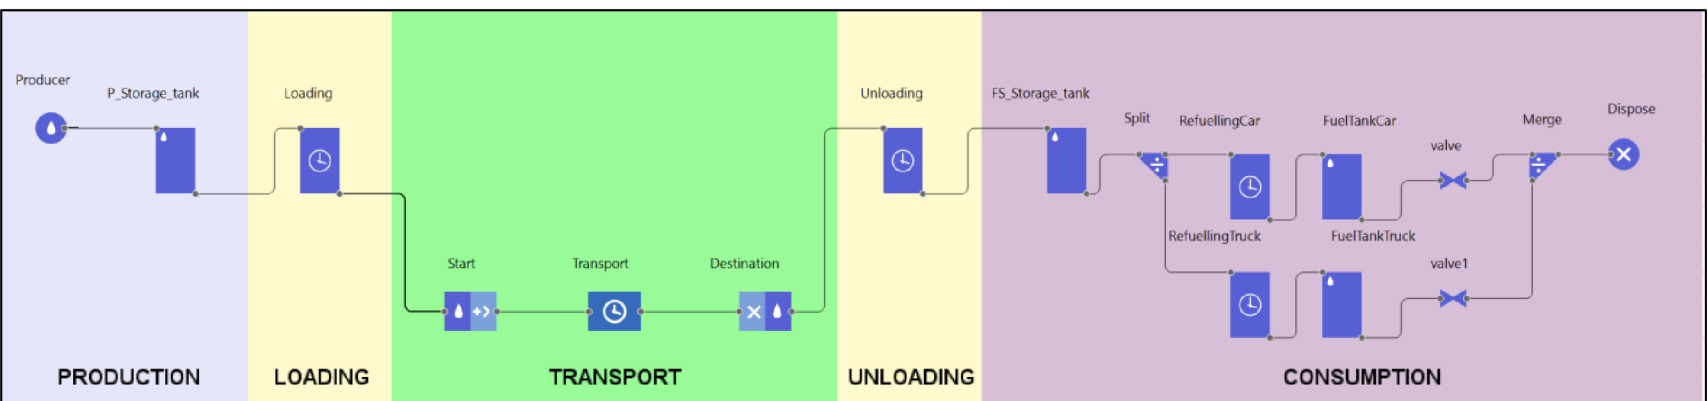 Producer
P_Storage_tank
Loading
Unloading
FS_Storage_tank
Split
RefuellingCar
FuelTankCar
valve
Merge
Dispose
RefuellingTruck
FuelTankTruck
valve1
Start
Transport
Destination
PRODUCTION
LOADING
TRANSPORT
UNLOADING
CONSUMPTION